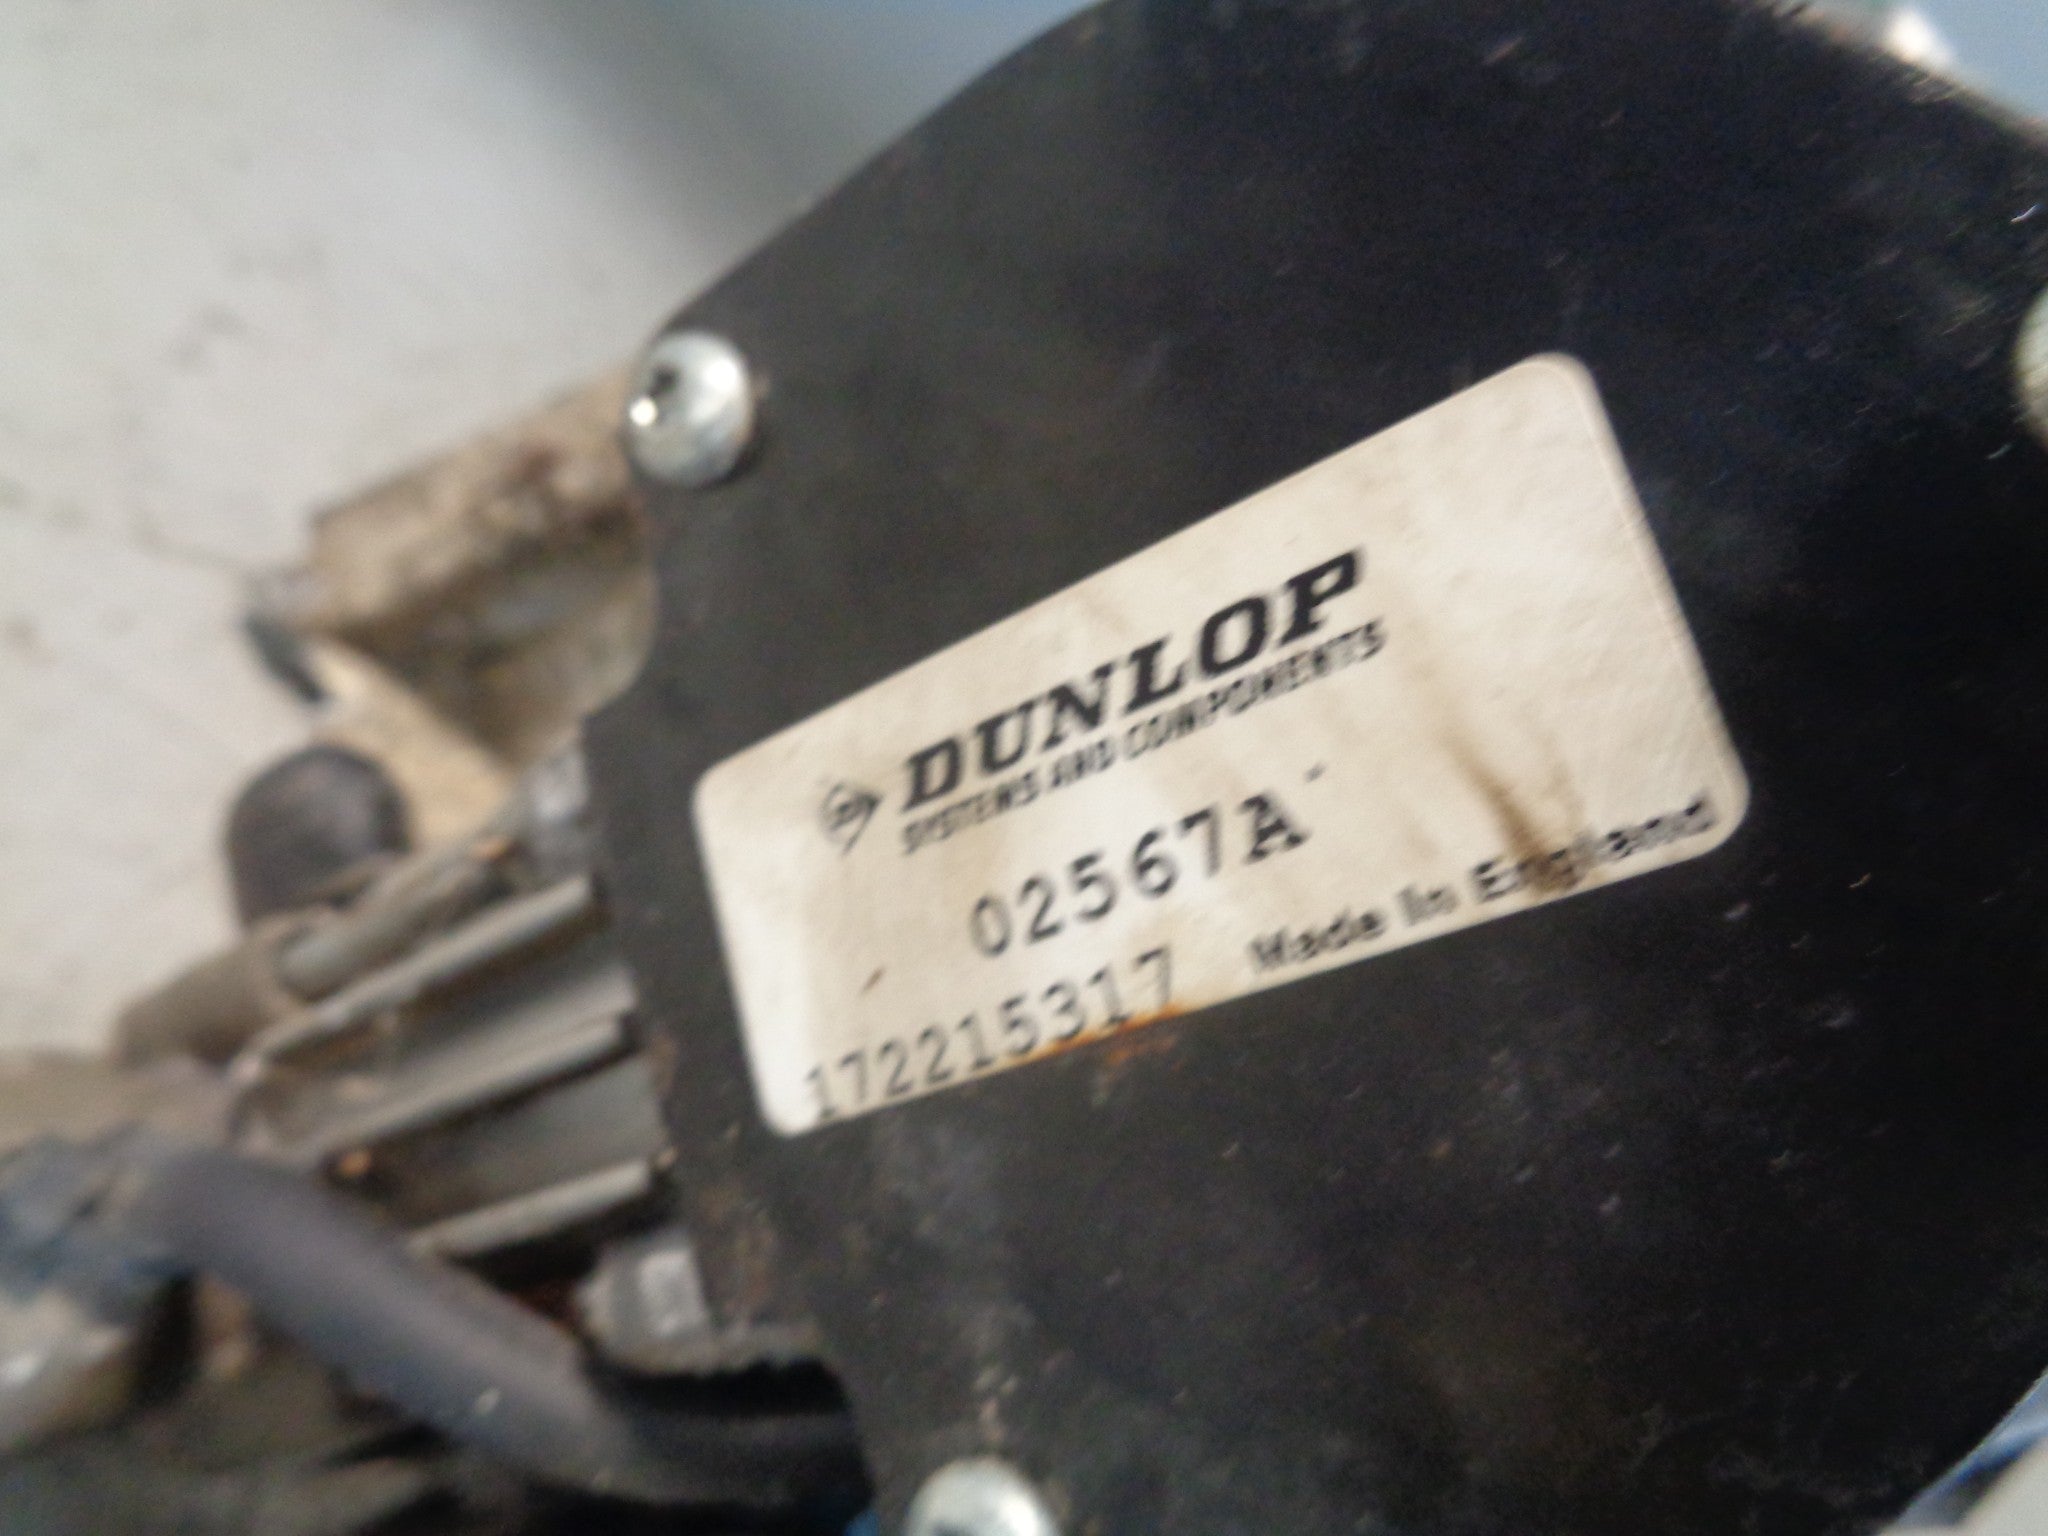 DUNLOP
SYSTEMS AND COMPONENTS
02567A
172215317 Made In England